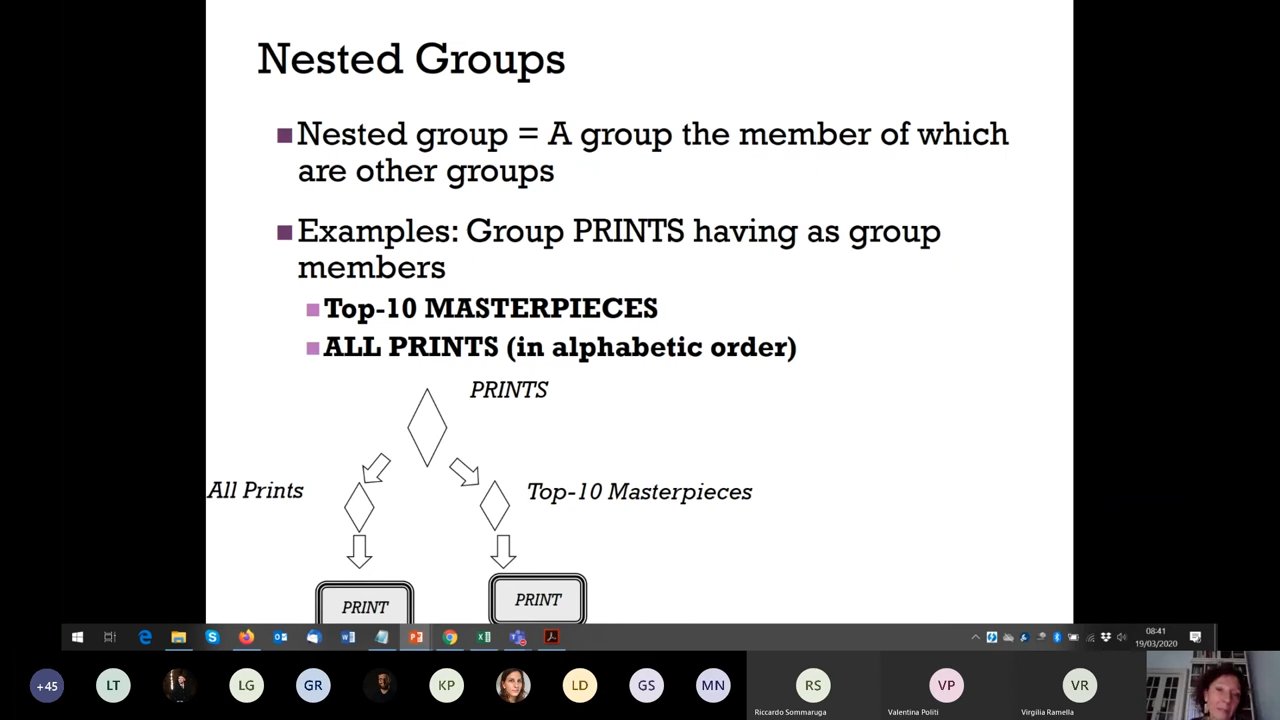 Nested Groups
Nested group = A group the member of which
are other groups
Examples: Group PRINTS having as group
members
Top-10 MASTERPIECES
ALL PRINTS (in alphabetic order)
PRINTS
All Prints
Top-10 Masterpieces
PRINT
PRINT
08:41
19/03/2020
+45
LT
LG
GR
KP
LD
GS
MN
RS
VP
VR
Riccardo Sommaruga
Valentina Politi
Virgilia Ramella